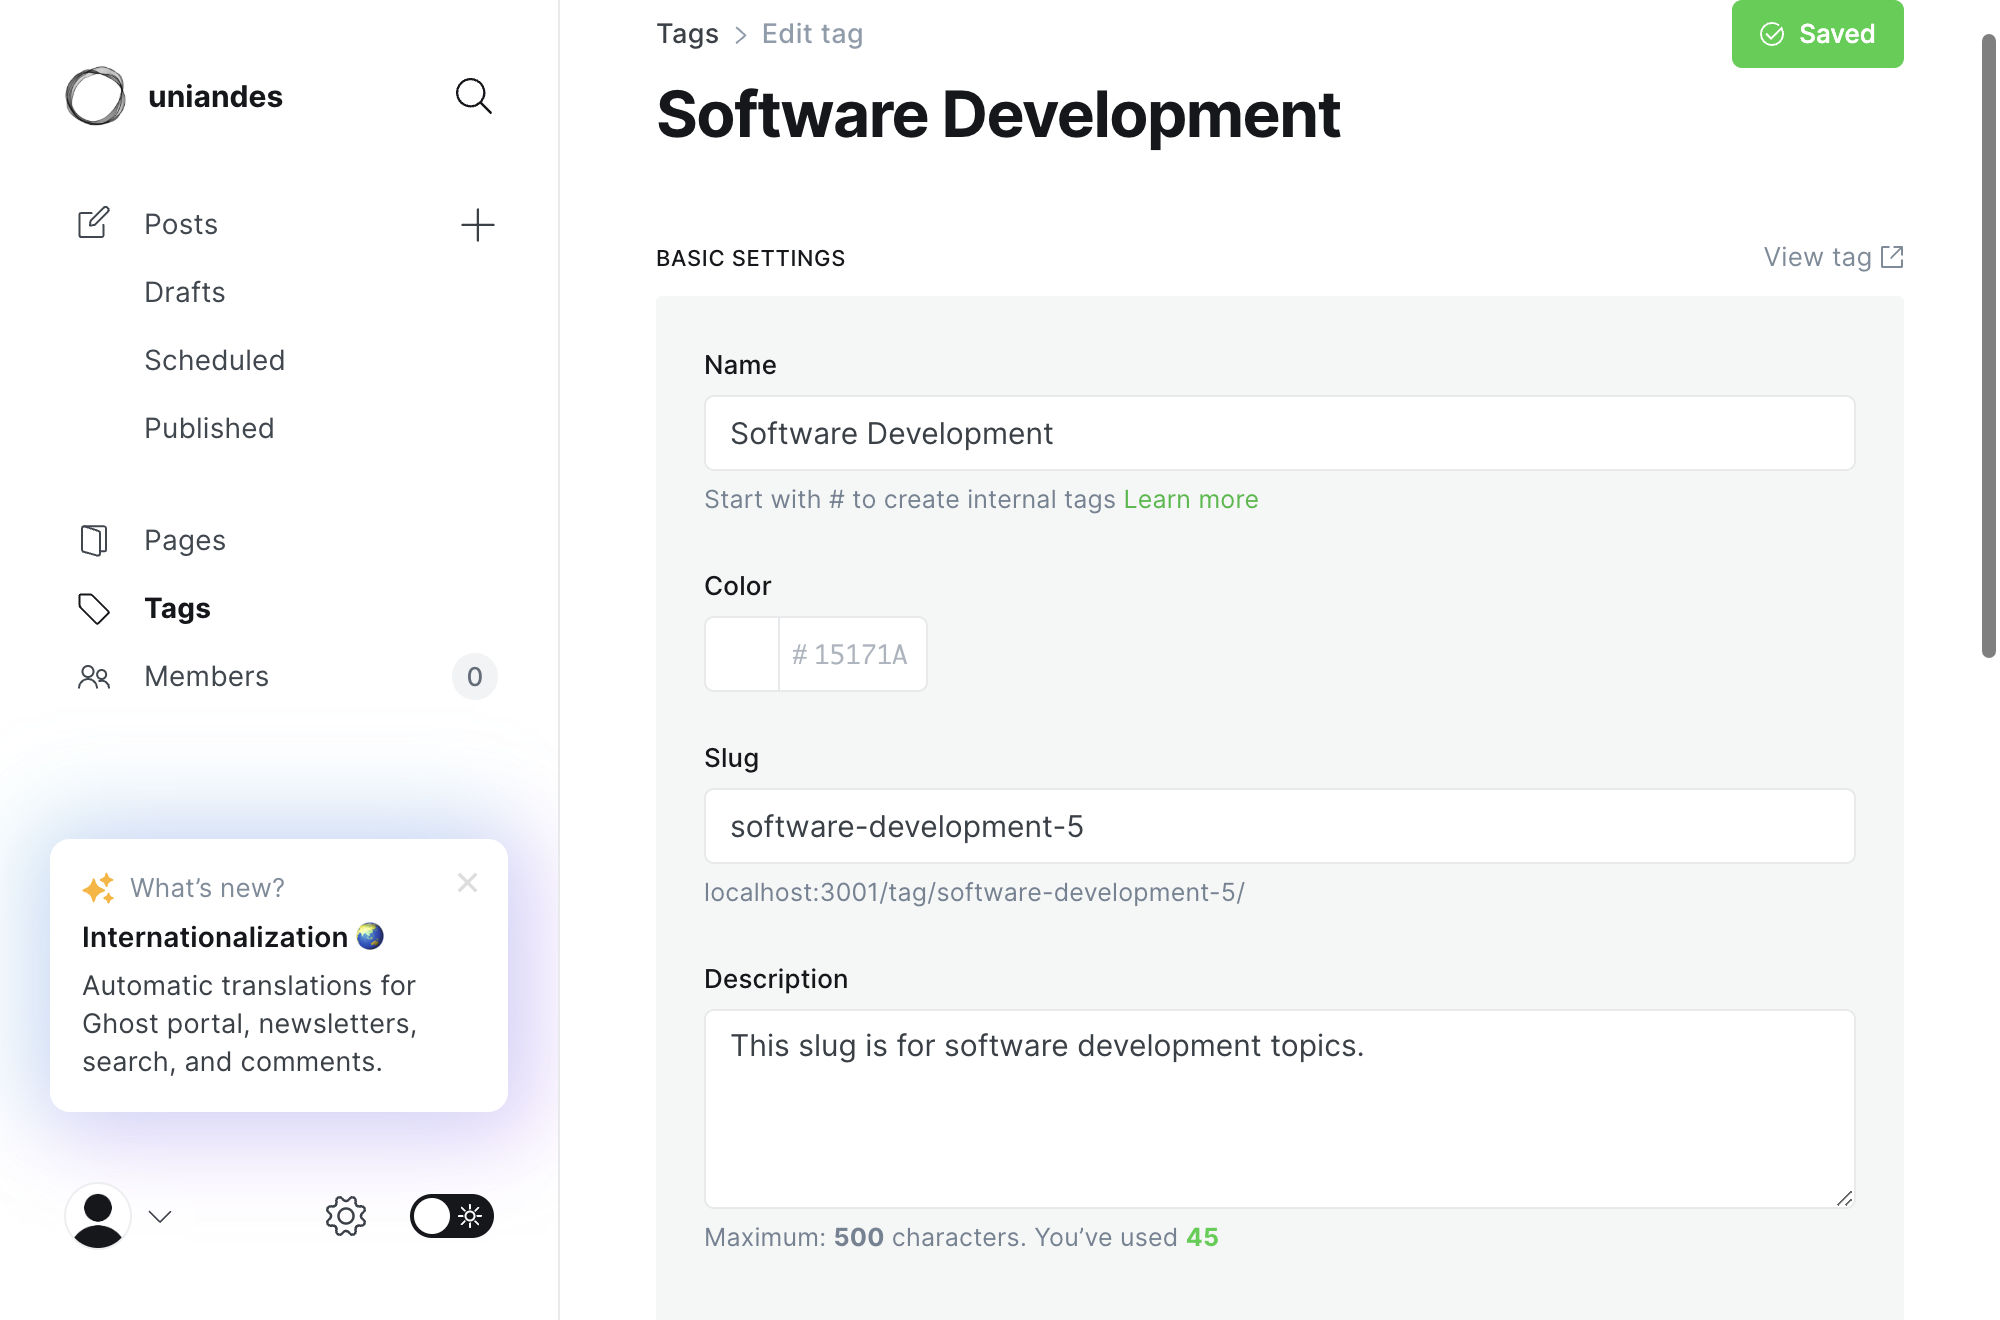 uniandes
Posts
Drafts
Scheduled
Published
Pages
Tags
Members
0
What’s new?
Internationalization
Automatic translations for
Ghost portal, newsletters,
search, and comments.
Tags > Edit tag
Saved
Software Development
BASIC SETTINGS
View tag
Name
Software Development
Start with # to create internal tags Learn more
Color
# 15171A
Slug
software-development-5
localhost:3001/tag/software-development-5/
Description
This slug is for software development topics.
Maximum: 500 characters. You’ve used 45